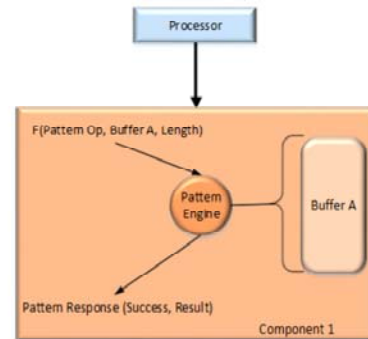 Processor
F(Pattern Op, Buffer A, Length)
Pattern
Engine
Buffer A
Pattern Response (Success, Result)
Component 1